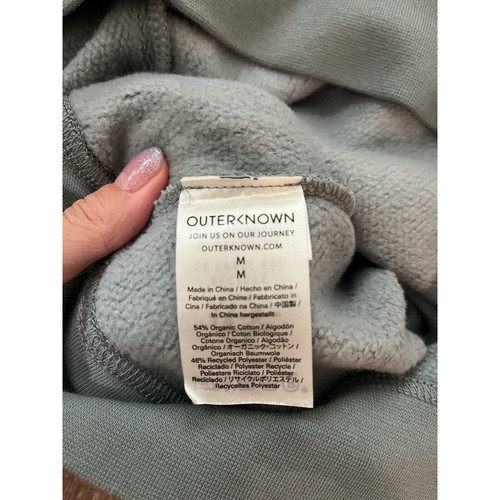 OUTERKNOWN
JOIN US ON OUR JOURNEY
OUTERKNOWN.COM
M
M
Made in China / Hecho en China /
Fabriqué en Chine / Fabbricato in
Cina / Fabricado na China / 中国製 /
In China hergestellt
54% Organic Cotton / Algodón
Orgánico / Coton Biologique /
Cotone Organico / Algodão
Orgânico / オーガニック・コットン /
Organisch Baumwole
46% Recycled Polyester / Poliéster
Reciclado / Polyester Recycle /
Poliestere Riciclato / Poliéster
Reciclado / リサイクルポリエステル /
Recyceltes Polyester